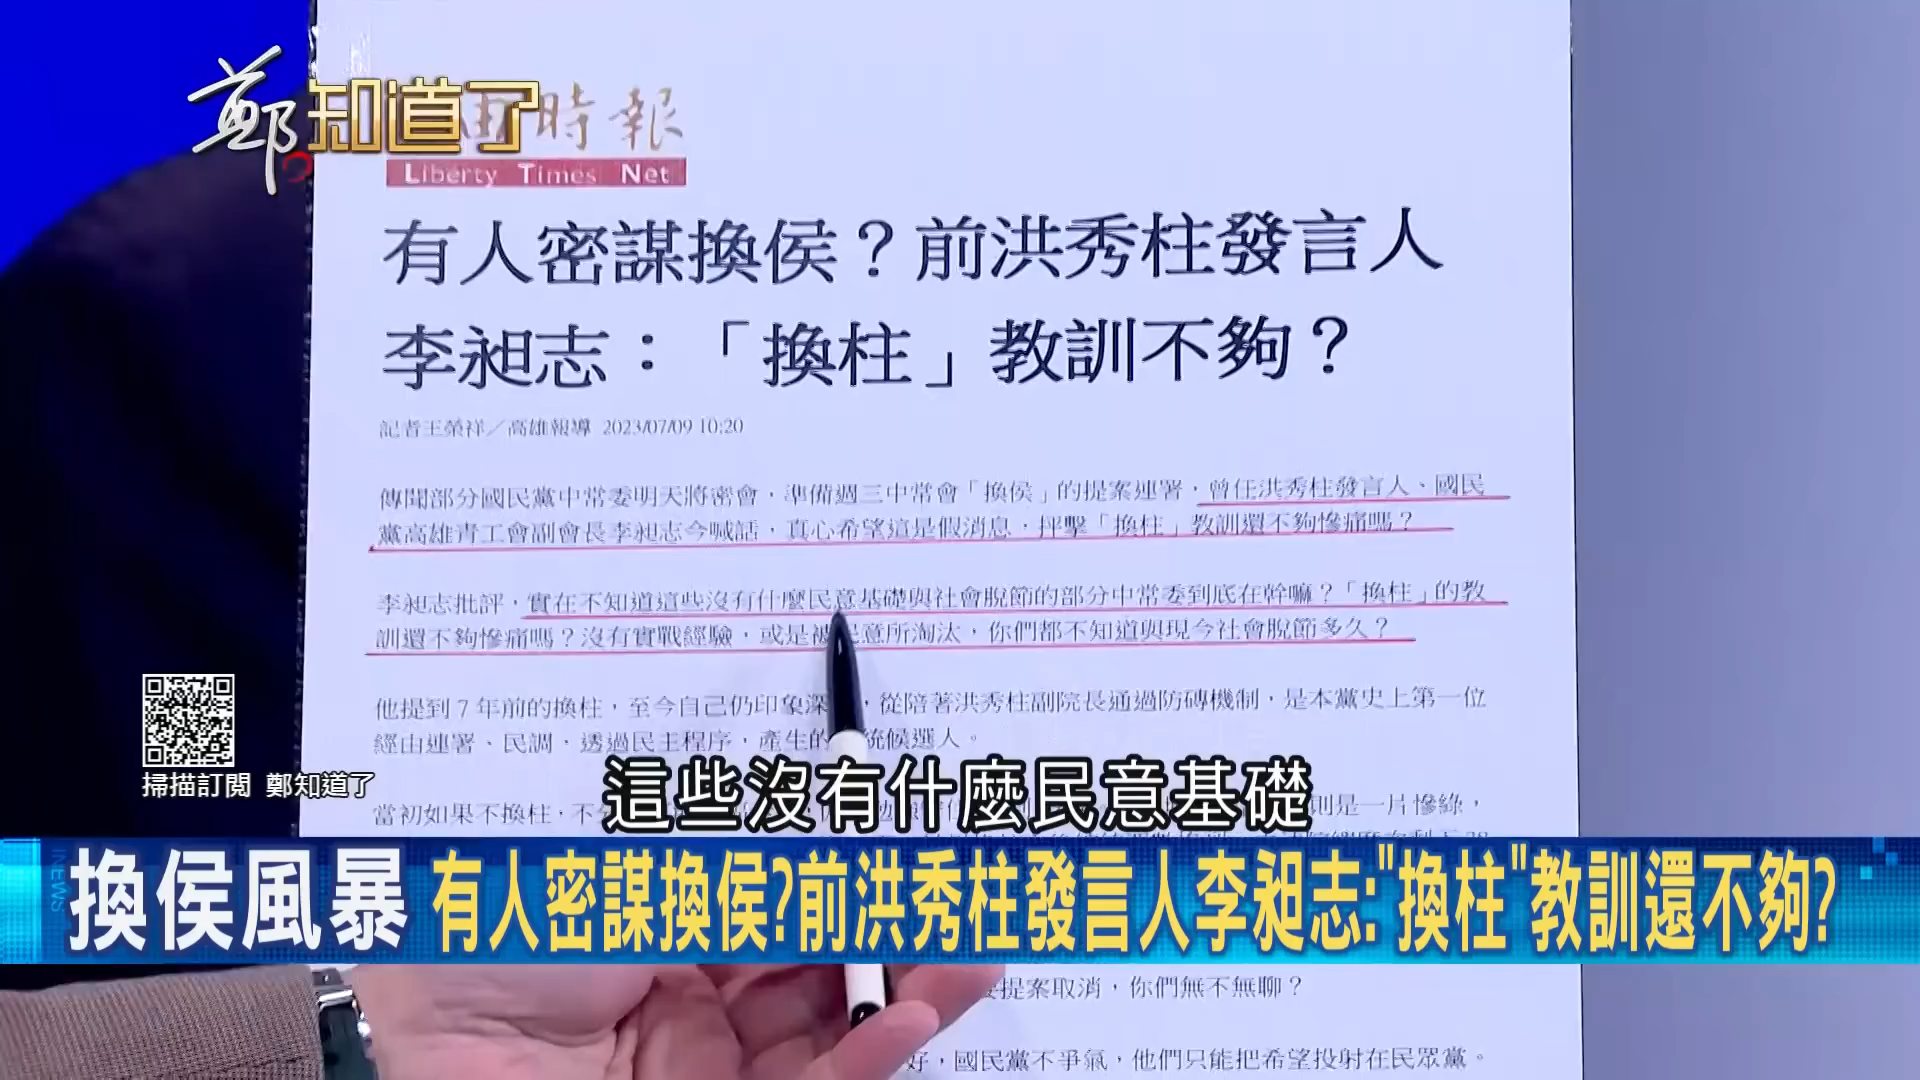 鄭知道了
時報
Liberty Times Net
有人密謀換侯？前洪秀柱發言人
李昶志：「換柱」教訓不夠？
記者王榮祥／高雄報導 2023/07/09 10:20
傳聞部分國民黨中常委明天將密會，準備週三中常會「換侯」的提案連署，曾任洪秀柱發言人、國民
黨高雄青工會副會長李昶志今喊話，真心希望這是假消息，抨擊「換柱」教訓還不夠慘痛嗎？
李昶志批評，實在不知道這些沒有什麼民意基礎與社會脫節的部分中常委到底在幹嘛？「換柱」的教
訓還不夠慘痛嗎？沒有實戰經驗，或是被民意所淘汰，你們都不知道與現今社會脫節多久？
他提到 7 年前的換柱，至今自己仍印象深，從陪著洪秀柱副院長通過防磚機制，是本黨史上第一位
經由連署、民調，透過民主程序，產生的統候選人。
當初如果不換柱，不
則是一片慘綠，
掃描訂閱 鄭知道了
這些沒有什麼民意基礎
INEWS
換侯風暴
有人密謀換侯?前洪秀柱發言人李昶志:"換柱"教訓還不夠?
提案取消，你們無不無聊？
好，國民黨不爭氣，他們只能把希望投射在民眾黨。